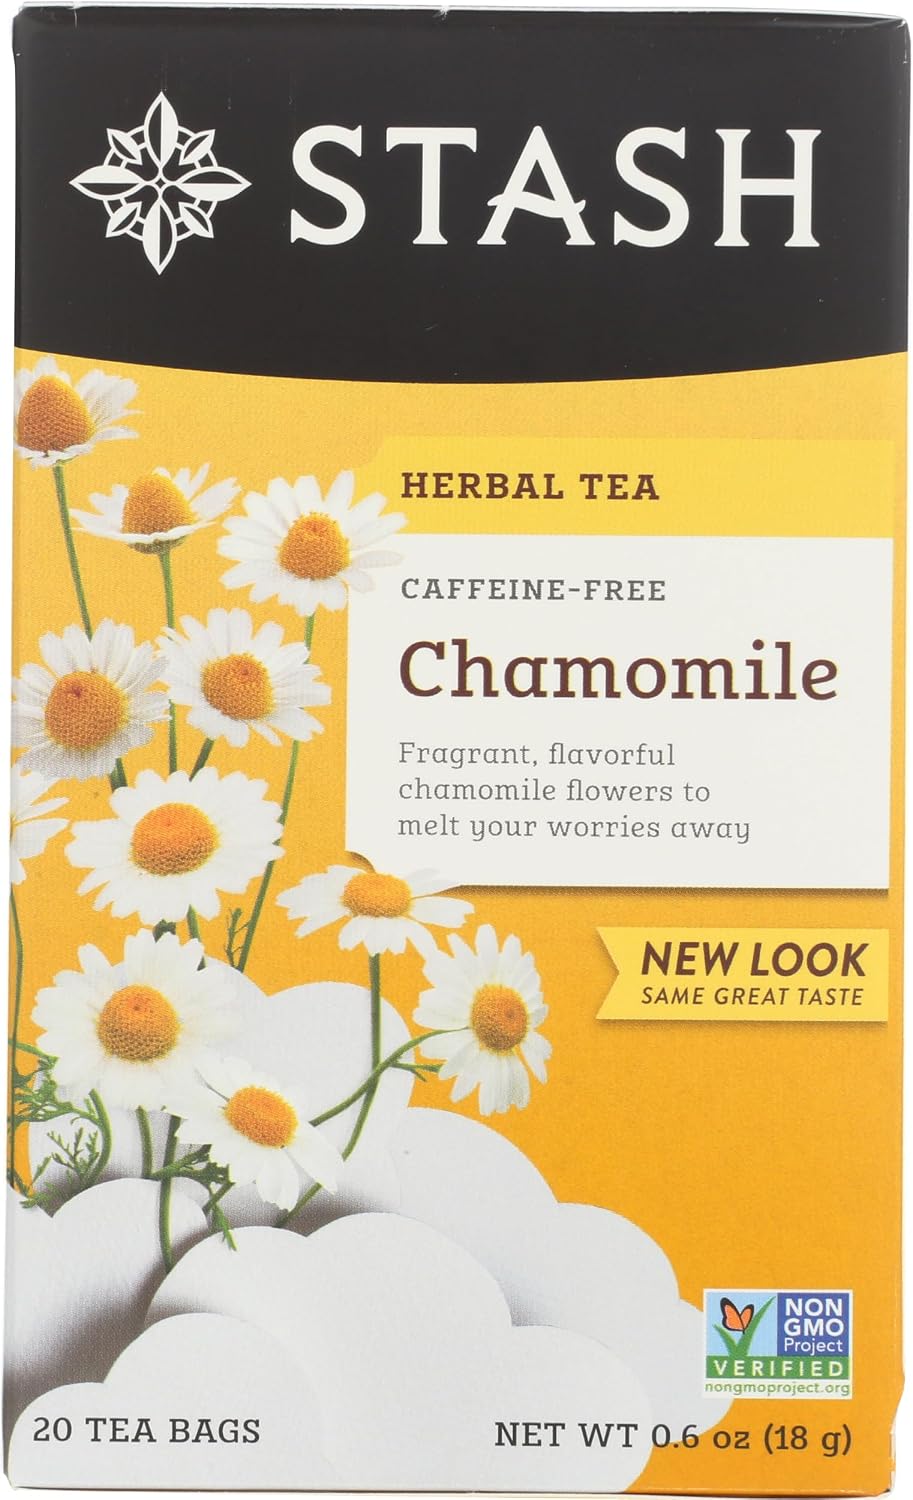 STASH
HERBAL TEA
CAFFEINE-FREE
Chamomile
Fragrant, flavorful
chamomile flowers to
melt your worries away
NEW LOOK
SAME GREAT TASTE
NON
GMO
Project
VERIFIED
nongmoproject.org
20 TEA BAGS
NET WT 0.6 oz (18 g)